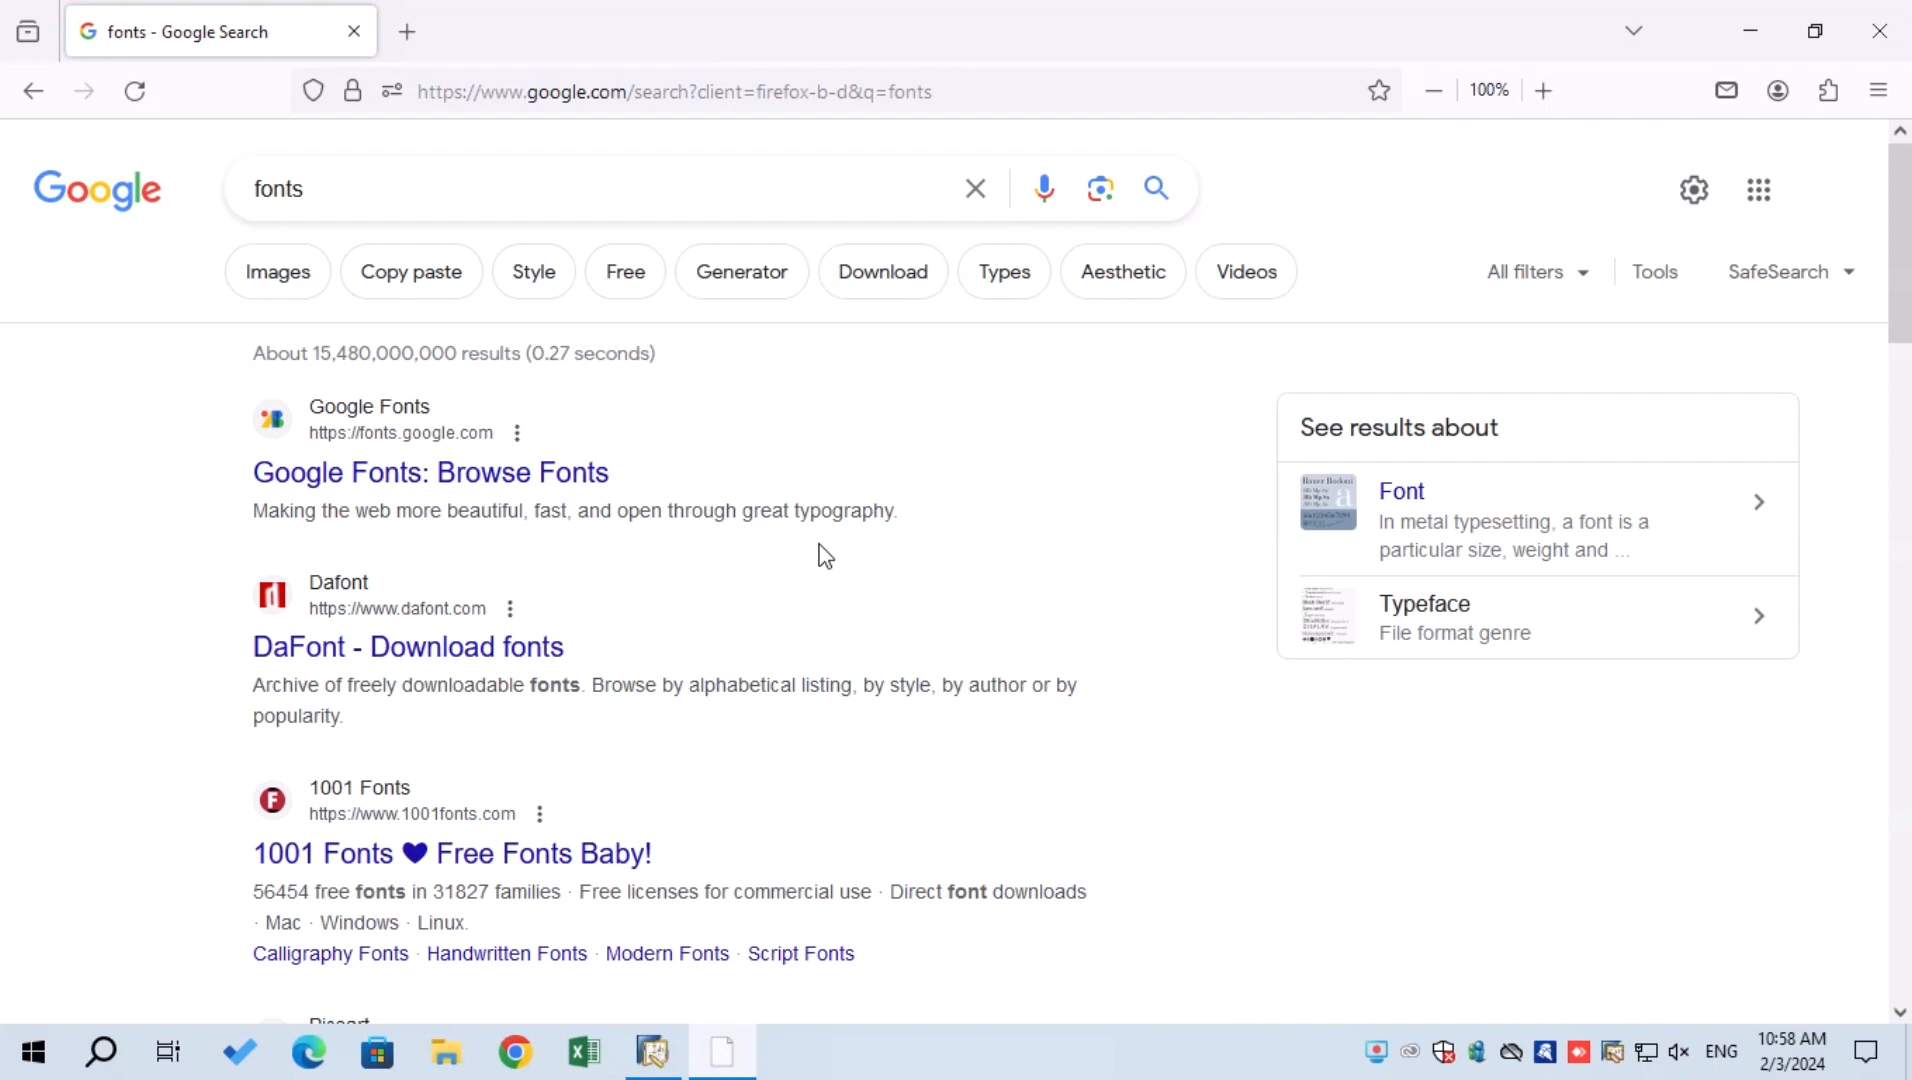 fonts - Google Search
https://www.google.com/search?client=firefox-b-d&q=fonts
100%
Google
fonts
Images
Copy paste
Style
Free
Generator
Download
Types
Aesthetic
Videos
All filters
Tools
SafeSearch
About 15,480,000,000 results (0.27 seconds)
Google Fonts
https://fonts.google.com
Google Fonts: Browse Fonts
Making the web more beautiful, fast, and open through great typography.
Dafont
https://www.dafont.com
DaFont - Download fonts
Archive of freely downloadable fonts. Browse by alphabetical listing, by style, by author or by
popularity.
1001 Fonts
https://www.1001fonts.com
1001 Fonts ♥ Free Fonts Baby!
56454 free fonts in 31827 families · Free licenses for commercial use · Direct font downloads
· Mac · Windows · Linux.
Calligraphy Fonts · Handwritten Fonts · Modern Fonts · Script Fonts
See results about
Font
In metal typesetting, a font is a
particular size, weight and ...
Typeface
File format genre
ENG
10:58 AM
2/3/2024